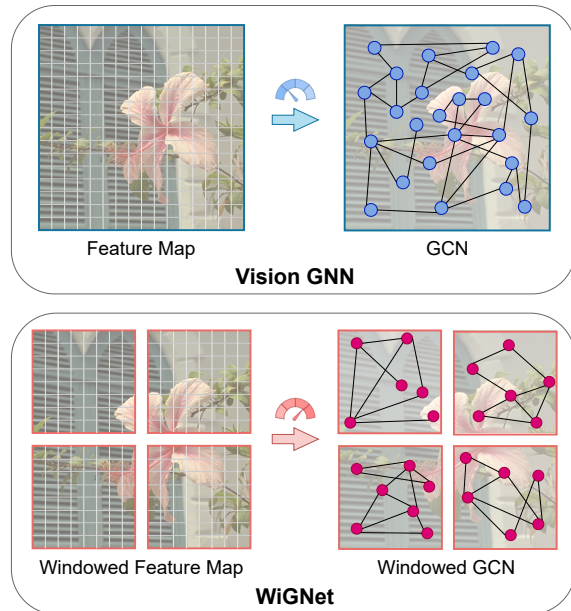 Feature Map
GCN
Vision GNN
Windowed Feature Map
Windowed GCN
WiGNet